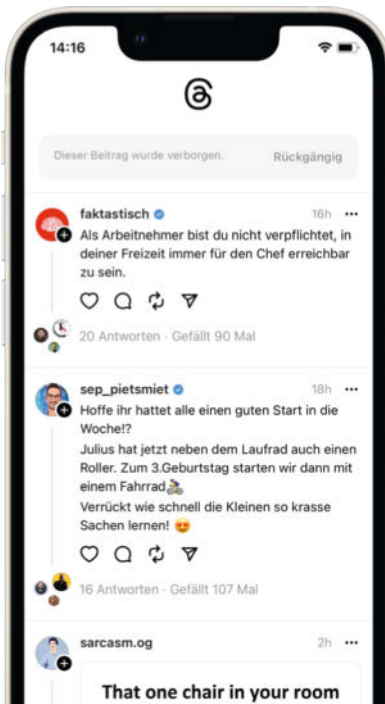 14:16
Dieser Beitrag wurde verborgen. Rückgängig
faktastisch 16h
Als Arbeitnehmer bist du nicht verpflichtet, in
deiner Freizeit immer für den Chef erreichbar
zu sein.
20 Antworten · Gefällt 90 Mal
sep_pietsmiet 18h
Hoffe ihr hattet alle einen guten Start in die
Woche!?
Julius hat jetzt neben dem Laufrad auch einen
Roller. Zum 3.Geburtstag starten wir dann mit
einem Fahrrad🚴
Verrückt wie schnell die Kleinen so krasse
Sachen lernen! 😍
16 Antworten · Gefällt 107 Mal
sarcasm.og 2h
That one chair in your room